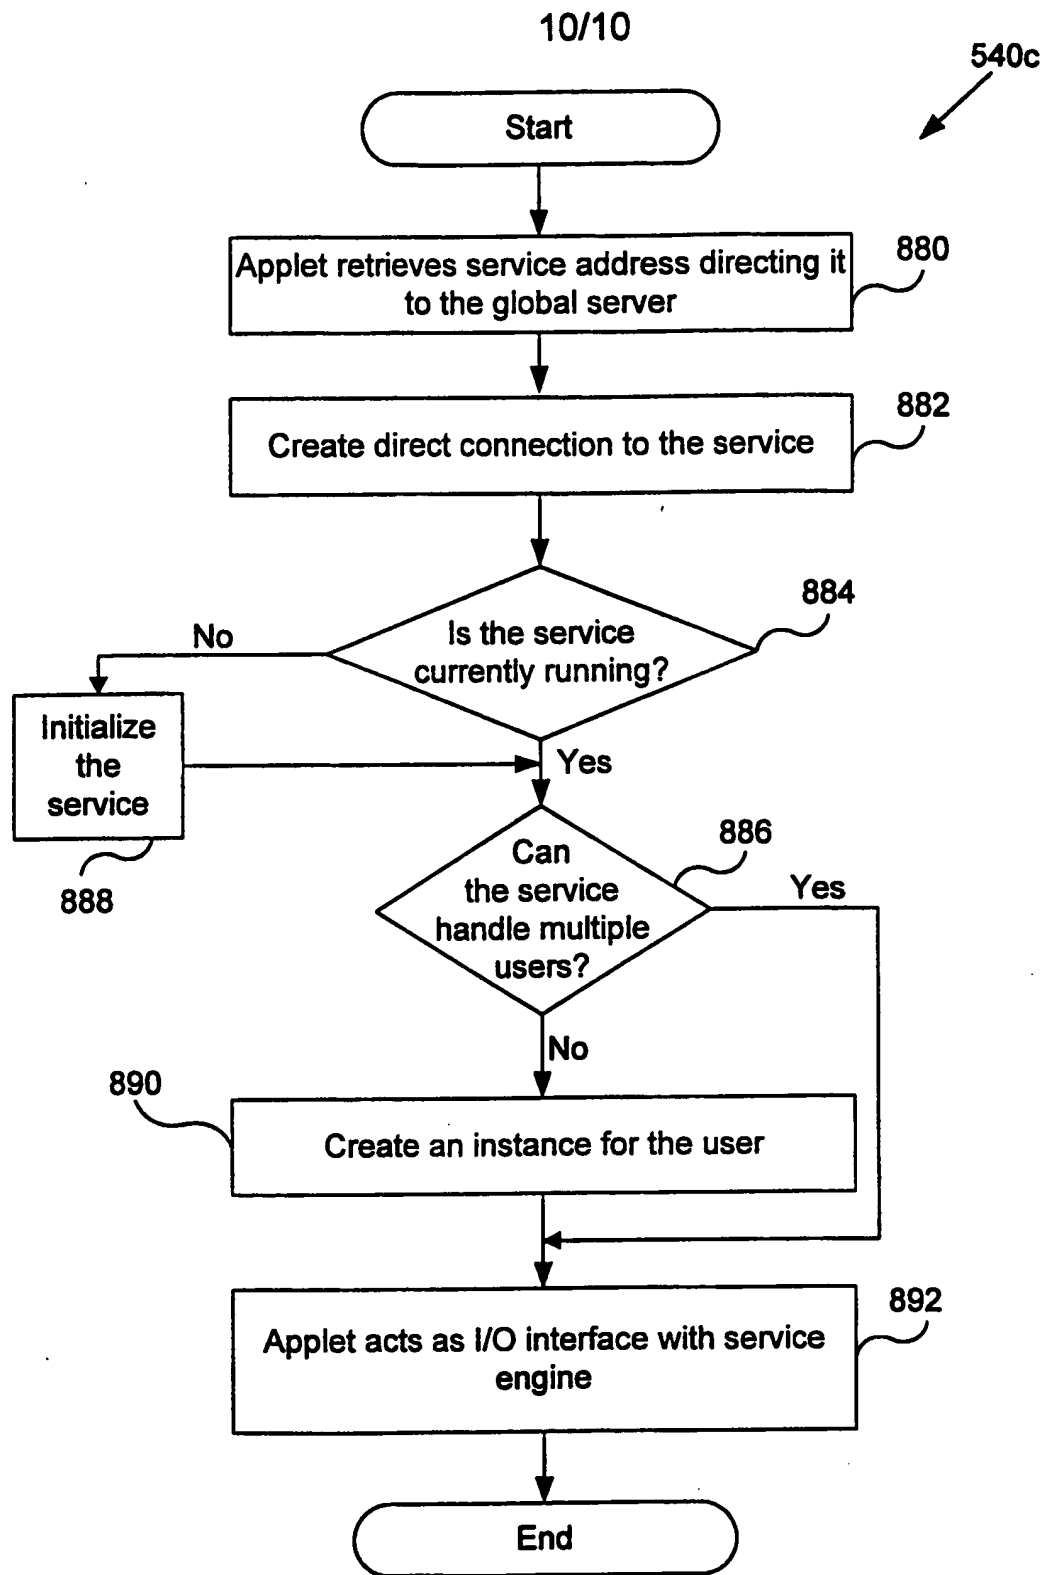 10/10
540c
Start
Applet retrieves service address directing it
to the global server
880
Create direct connection to the service
882
Is the service
currently running?
884
No
Initialize
the
service
888
Yes
Can
the service
handle multiple
users?
886
Yes
No
890
Create an instance for the user
Applet acts as I/O interface with service
engine
892
End